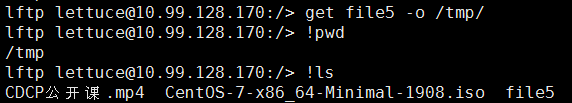 lftp lettuce@10.99.128.170:/> get file5 -o /tmp/
lftp lettuce@10.99.128.170:/> !pwd
/tmp
lftp lettuce@10.99.128.170:/> !ls
CDCP公开课.mp4  CentOS-7-x86_64-Minimal-1908.iso  file5